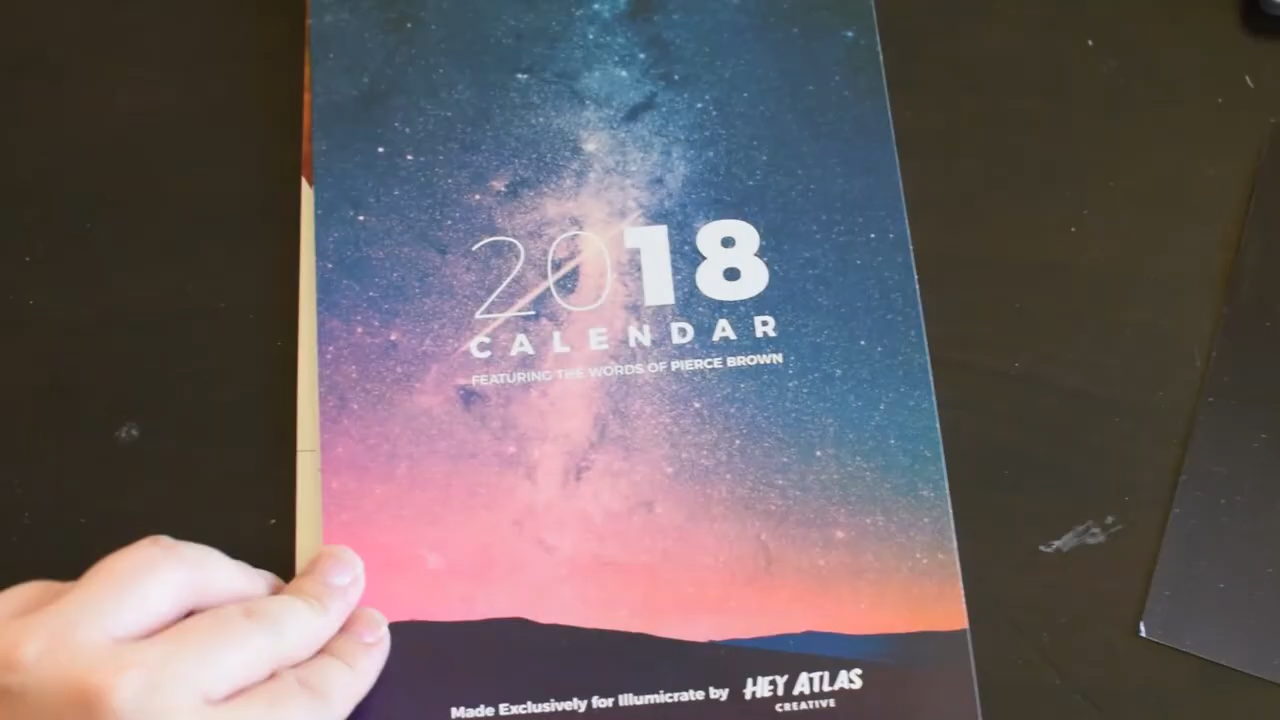 2018
CALENDAR
FEATURING THE WORDS OF PIERCE BROWN
Made Exclusively for Illumicrate by HEY ATLAS
CREATIVE